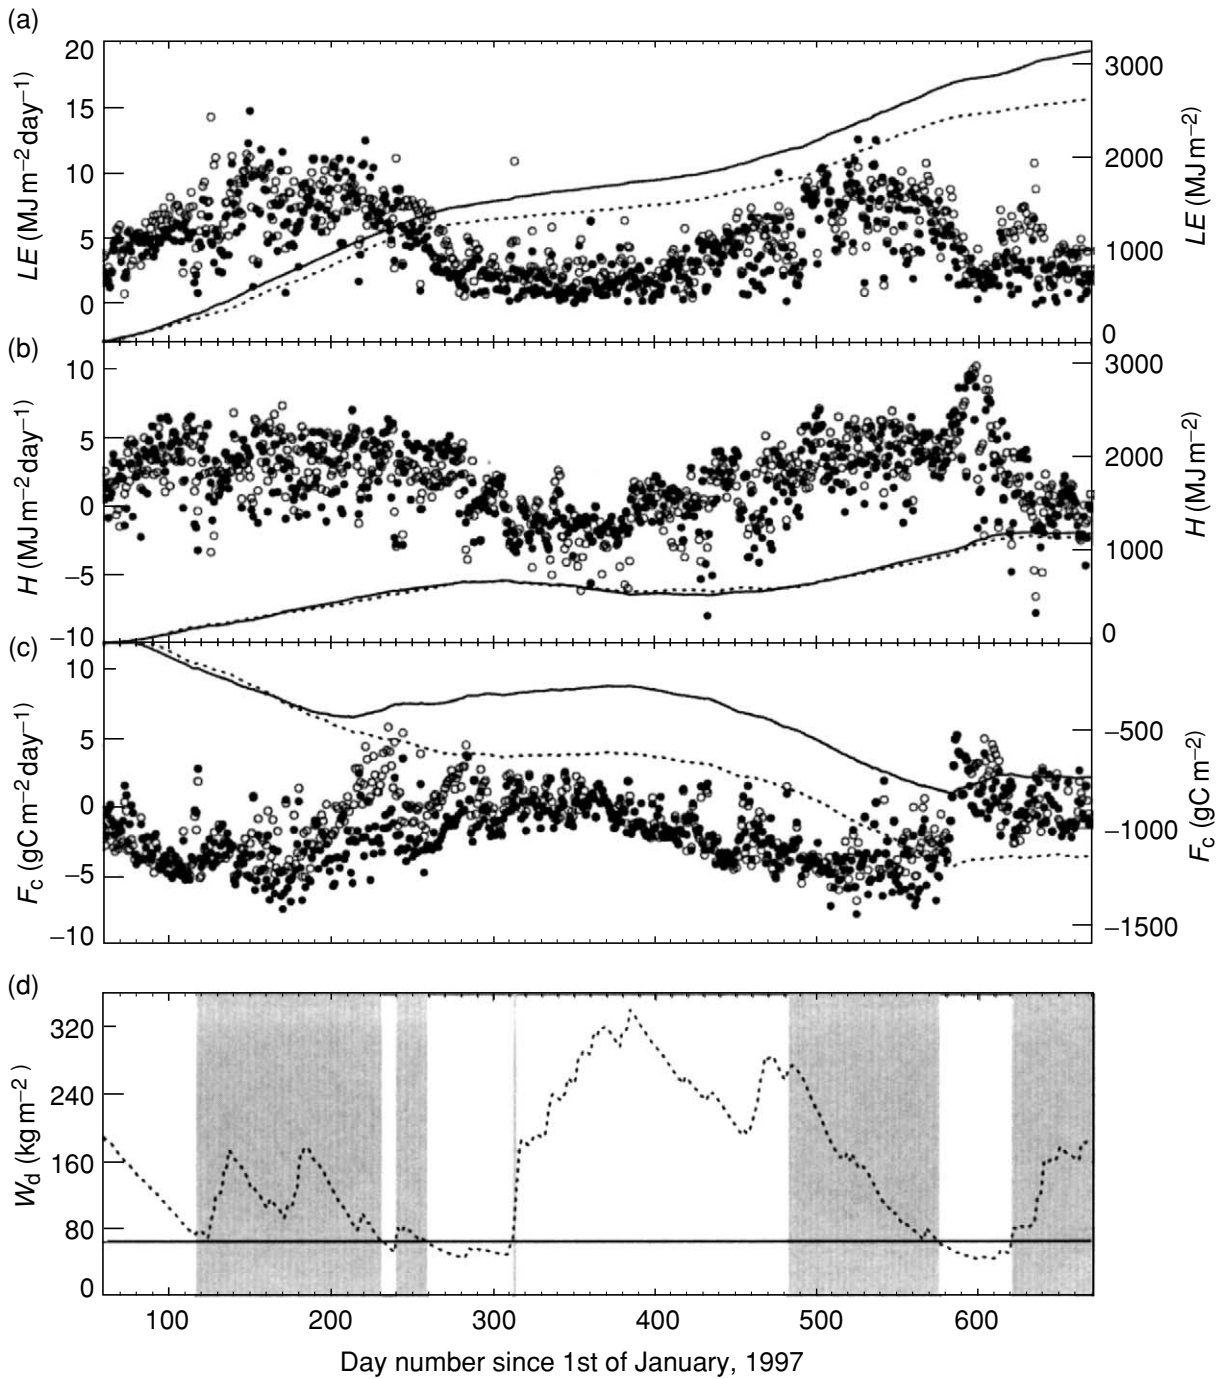 (a)
20
15
10
5
0
LE (MJ m−2 day−1)
3000
2000
1000
0
LE (MJ m−2)
(b)
10
5
0
−5
−10
H (MJ m−2 day−1)
3000
2000
1000
0
H (MJ m−2)
(c)
10
5
0
−5
−10
Fc (gC m−2 day−1)
−500
−1000
−1500
Fc (gC m−2)
(d)
320
240
160
80
0
Wd (kg m−2)
100 200 300 400 500 600
Day number since 1st of January, 1997